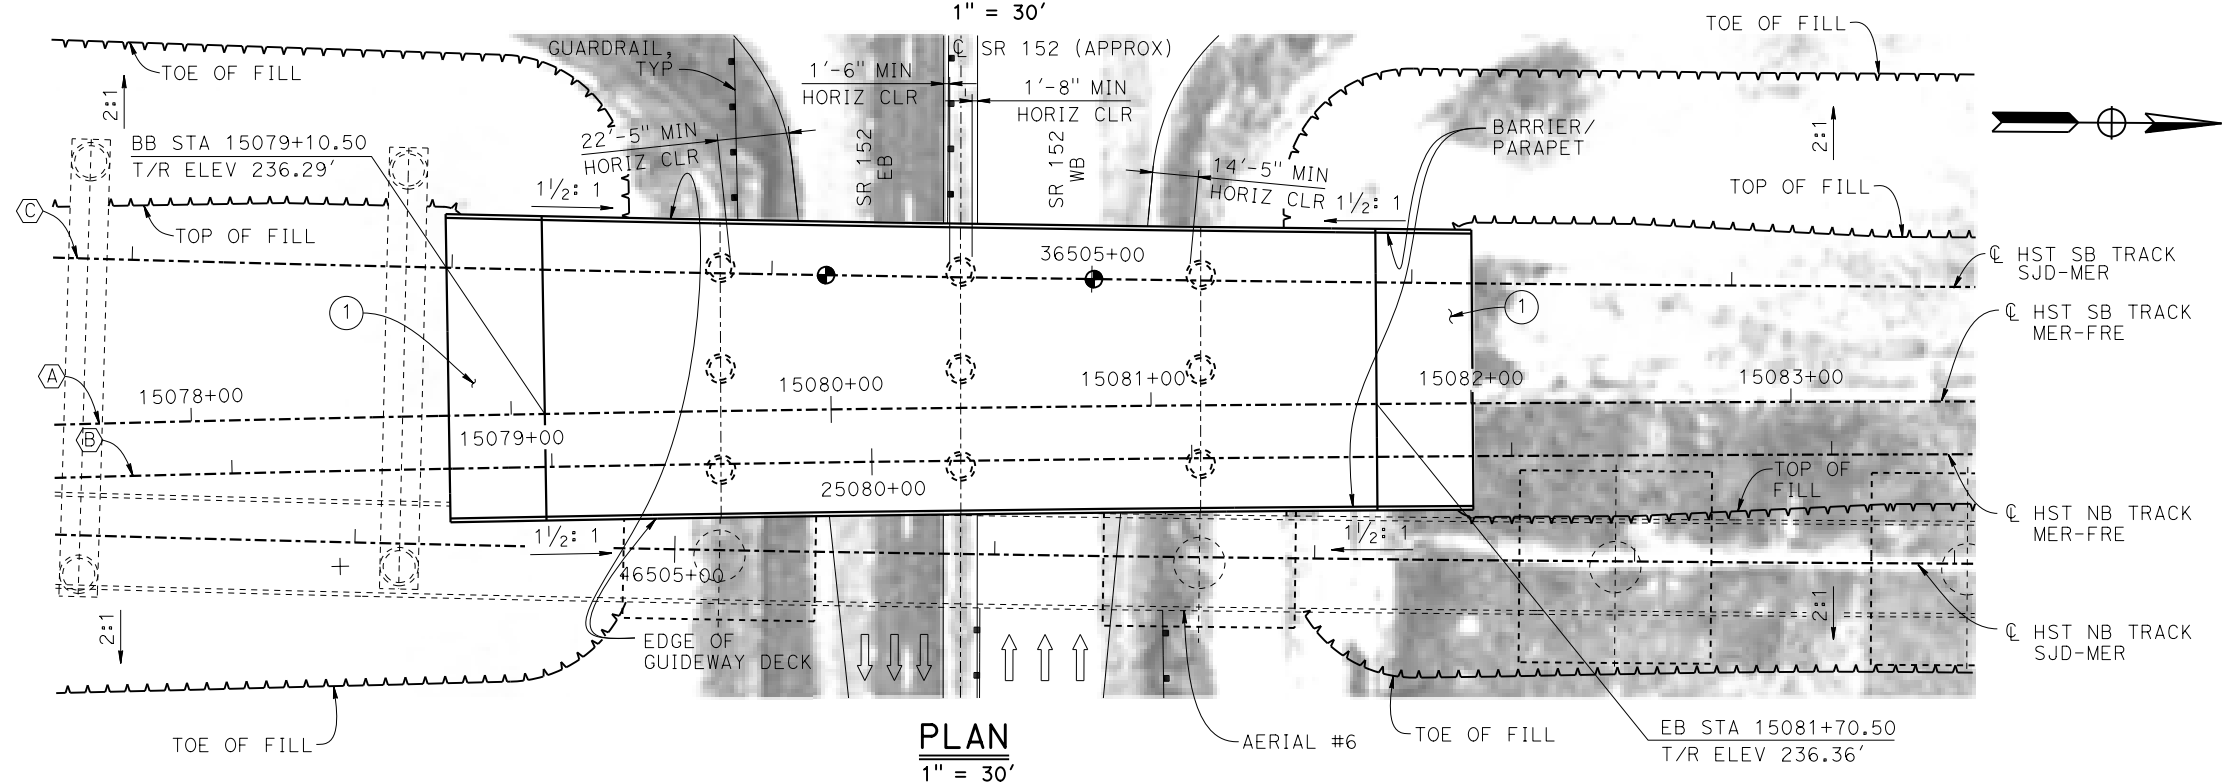 1" = 30'
TOE OF FILL
GUARDRAIL,
TYP
℄ SR 152 (APPROX)
TOE OF FILL
1'-6" MIN
HORIZ CLR
1'-8" MIN
HORIZ CLR
2:1
22'-5" MIN
HORIZ CLR
SR 152
EB
SR 152
WB
BARRIER/
PARAPET
2:1
BB STA 15079+10.50
T/R ELEV 236.29'
14'-5" MIN
HORIZ CLR
1½: 1
1½: 1
TOP OF FILL
C
TOP OF FILL
36505+00
℄ HST SB TRACK
SJD-MER
1
1
℄ HST SB TRACK
MER-FRE
A
15078+00
15080+00
15081+00
15082+00
15083+00
B
15079+00
25080+00
TOP OF
FILL
℄ HST NB TRACK
MER-FRE
1½: 1
1½: 1
46505+00
2:1
2:1
EDGE OF
GUIDEWAY DECK
℄ HST NB TRACK
SJD-MER
TOE OF FILL
PLAN
1" = 30'
AERIAL #6
TOE OF FILL
EB STA 15081+70.50
T/R ELEV 236.36'